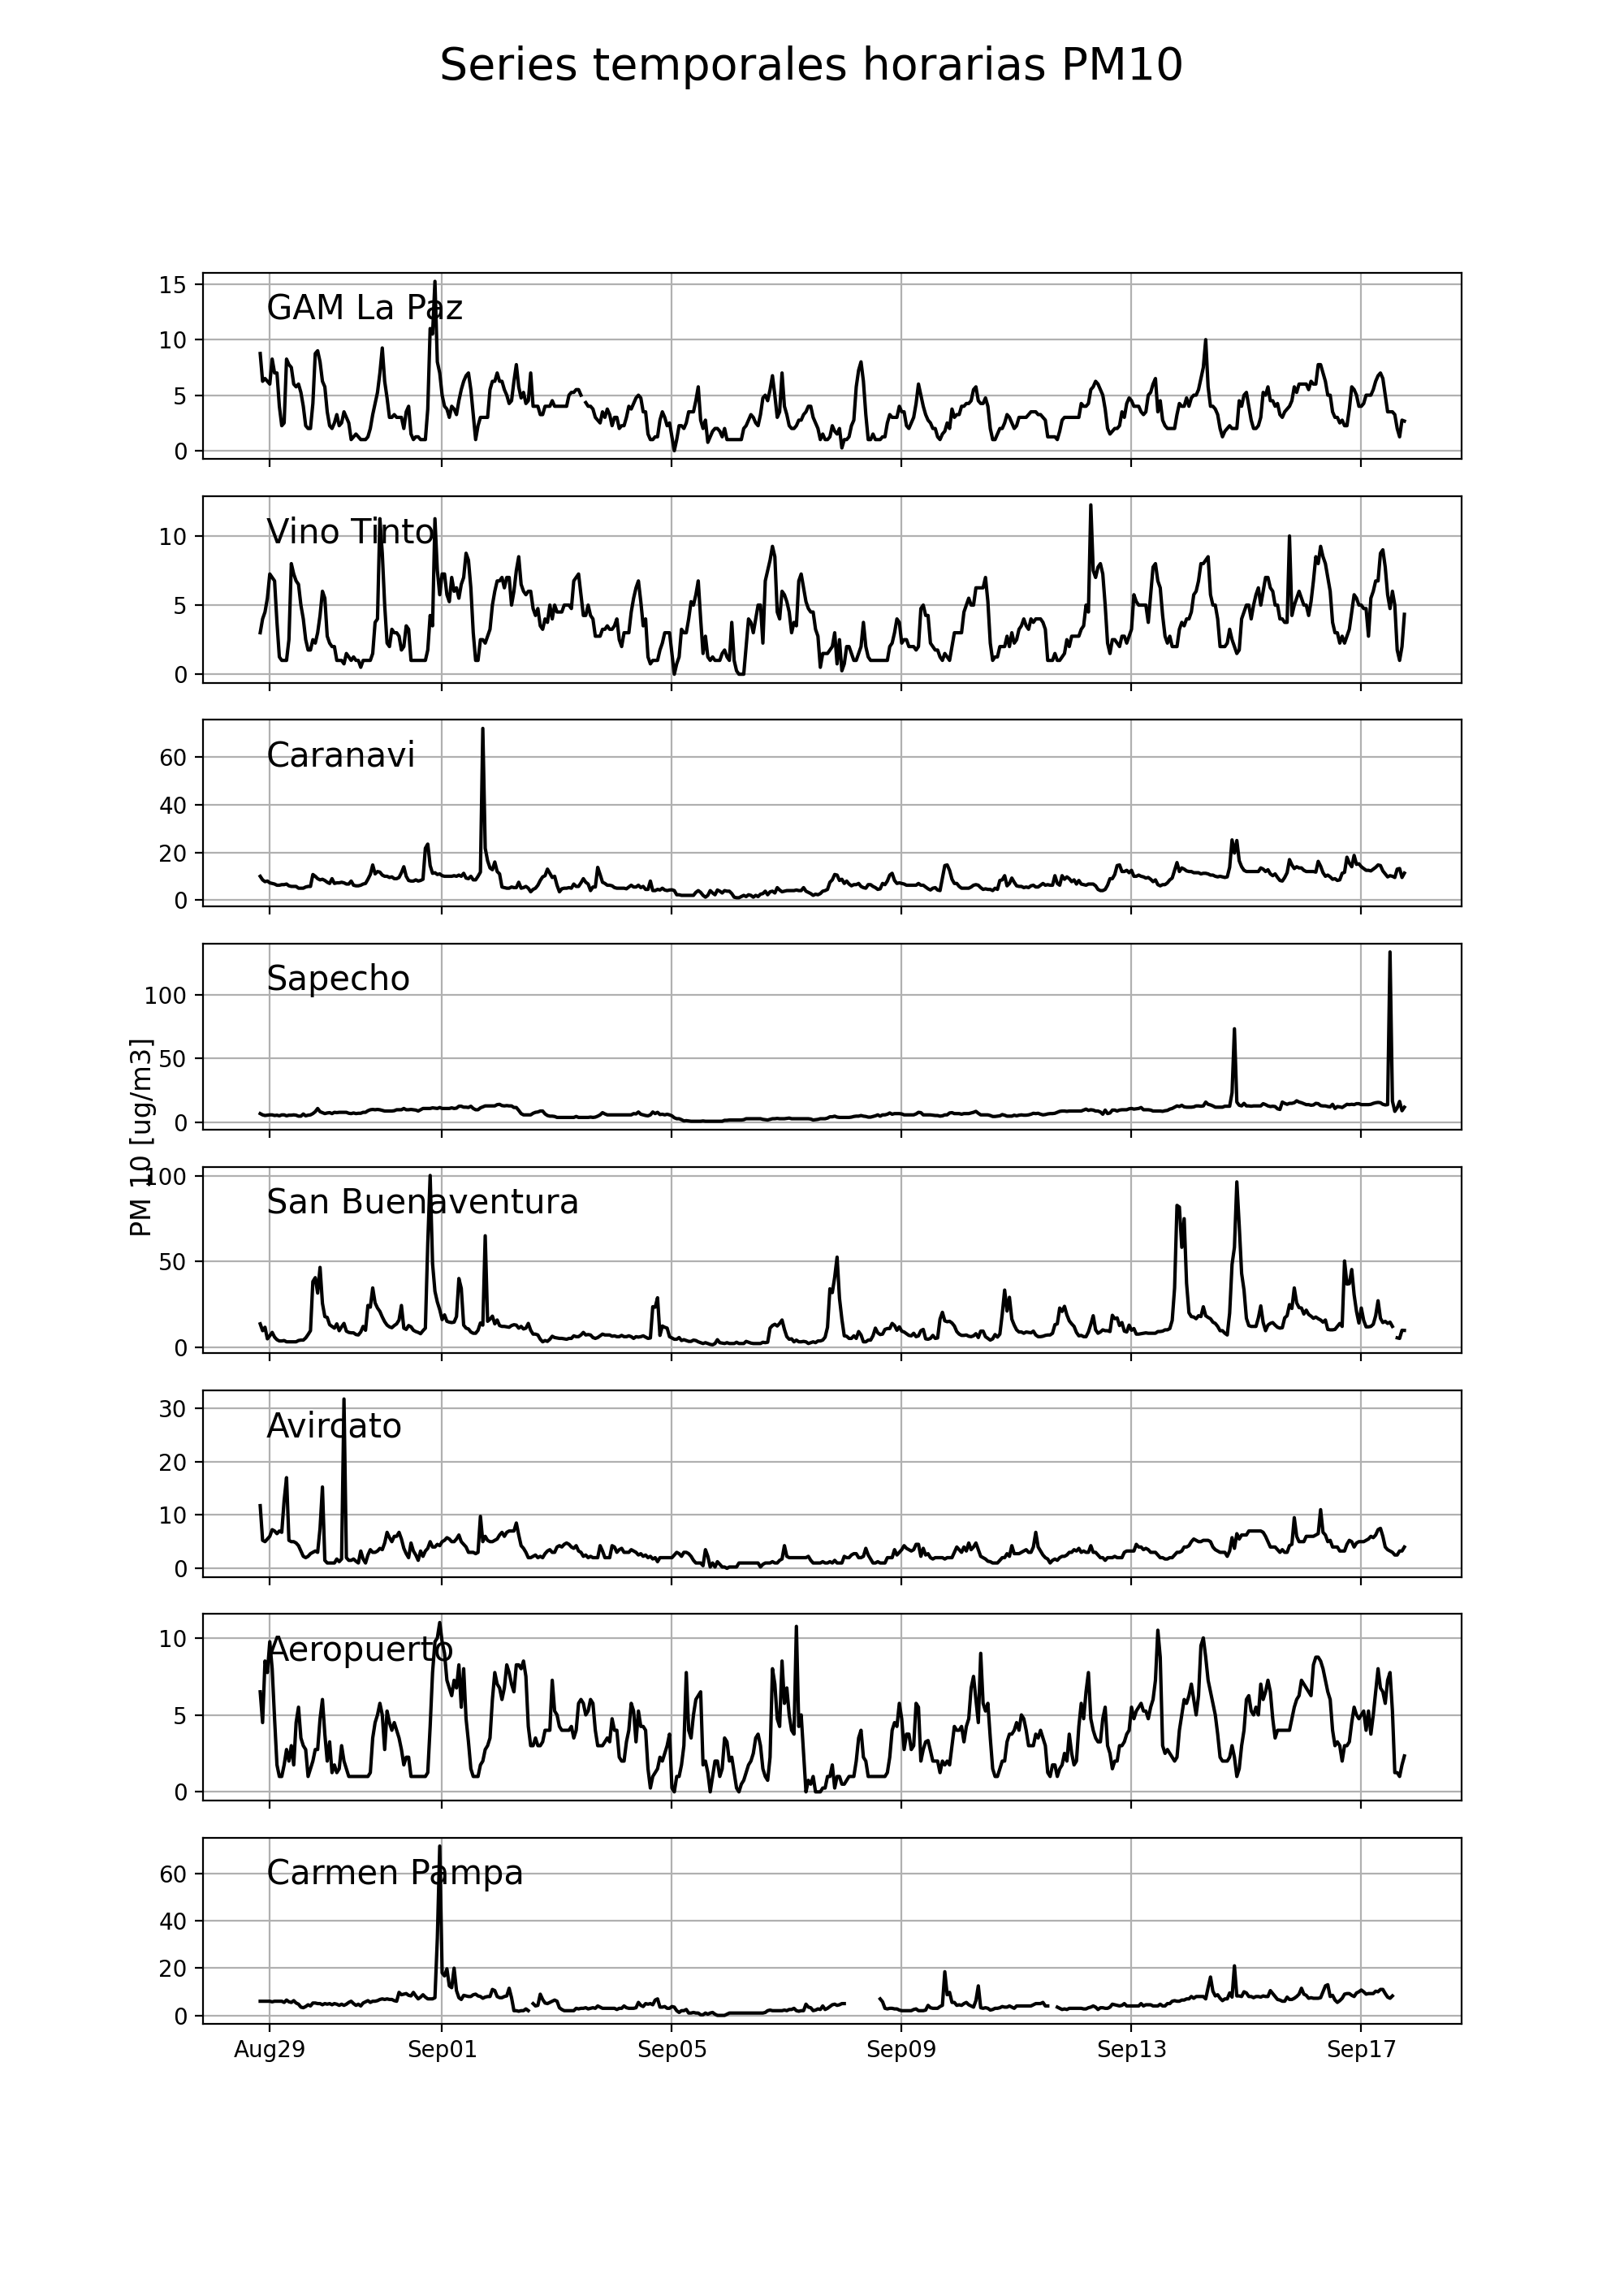 Series temporales horarias PM10
15
GAM La Paz
10
5
0
Vino Tinto
10
5
0
Caranavi
60
40
20
0
Sapecho
100
50
0
PM 10 [ug/m3]
100
San Buenaventura
50
0
30
Avircato
20
10
0
10
Aeropuerto
5
0
Carmen Pampa
60
40
20
0
Aug29 Sep01 Sep05 Sep09 Sep13 Sep17